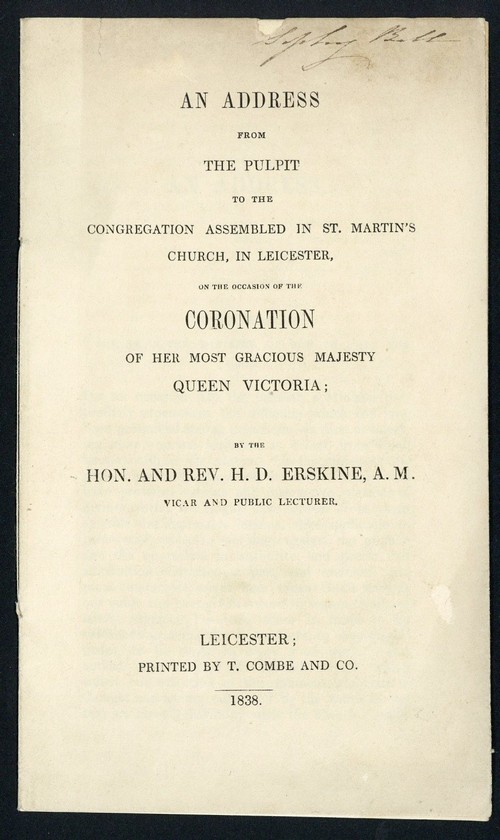 AN ADDRESS
FROM
THE PULPIT
TO THE
CONGREGATION ASSEMBLED IN ST. MARTIN'S
CHURCH, IN LEICESTER,
ON THE OCCASION OF THE
CORONATION
OF HER MOST GRACIOUS MAJESTY
QUEEN VICTORIA;
BY THE
HON. AND REV. H. D. ERSKINE, A. M.
VICAR AND PUBLIC LECTURER.
LEICESTER;
PRINTED BY T. COMBE AND CO.
1838.